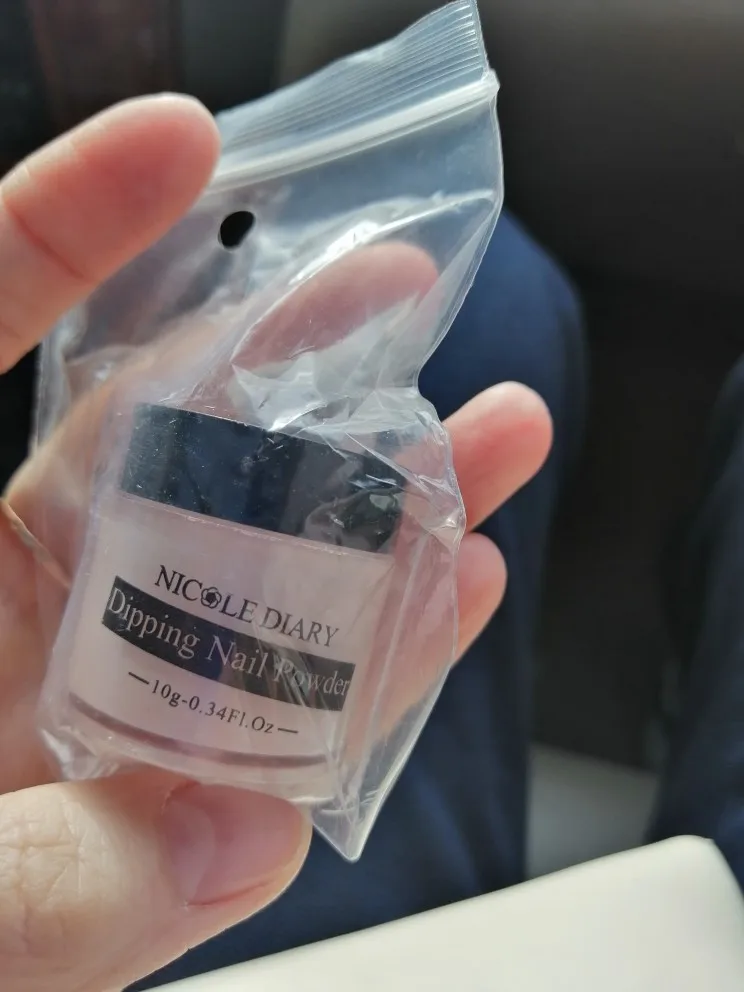 NICOLE DIARY
Dipping Nail Powder
10g-0.34Fl.Oz